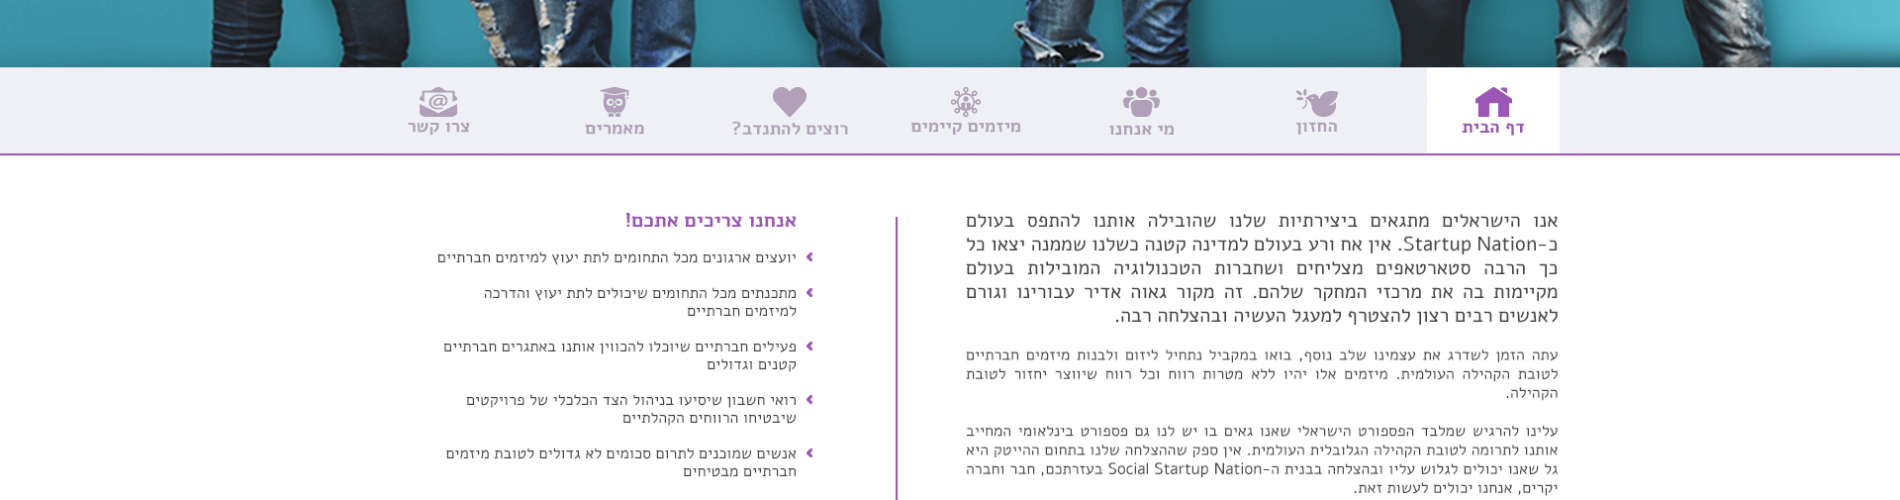 דף הבית
החזון
מי אנחנו
מיזמים קיימים
רוצים להתנדב?
מאמרים
צרו קשר
אנו הישראלים מתגאים ביצירתיות שלנו שהובילה אותנו להתפס בעולם
כ-Startup Nation. אין אח ורע בעולם למדינה קטנה כשלנו שממנה יצאו כל
כך הרבה סטארטאפים מצליחים ושחברות הטכנולוגיה המובילות בעולם
מקיימות בה את מרכזי המחקר שלהם. זה מקור גאוה אדיר עבורינו וגורם
לאנשים רבים רצון להצטרף למעגל העשיה ובהצלחה רבה.
עתה הזמן לשדרג את עצמינו שלב נוסף, בואו במקביל נתחיל ליזום ולבנות מיזמים חברתיים
לטובת הקהילה העולמית. מיזמים אלו יהיו ללא מטרות רווח וכל רווח שיווצר יחזור לטובת
הקהילה.
עלינו להרגיש שמלבד הפספורט הישראלי שאנו גאים בו יש לנו גם פספורט בינלאומי המחייב
אותנו לתרומה לטובת הקהילה הגלובלית העולמית. אין ספק שההצלחה שלנו בתחום ההייטק היא
גל שאנו יכולים לגלוש עליו ובהצלחה בבנית ה-Social Startup Nation בעזרתכם, חבר וחברה
יקרים, אנחנו יכולים לעשות זאת.
אנחנו צריכים אתכם!
יועצים ארגונים מכל התחומים לתת יעוץ למיזמים חברתיים
מתכנתים מכל התחומים שיכולים לתת יעוץ והדרכה
למיזמים חברתיים
פעילים חברתיים שיוכלו להכווין אותנו באתגרים חברתיים
קטנים וגדולים
רואי חשבון שיסיעו בניהול הצד הכלכלי של פרויקטים
שיבטיחו הרווחים הקהלתיים
אנשים שמוכנים לתרום סכומים לא גדולים לטובת מיזמים
חברתיים מבטיחים